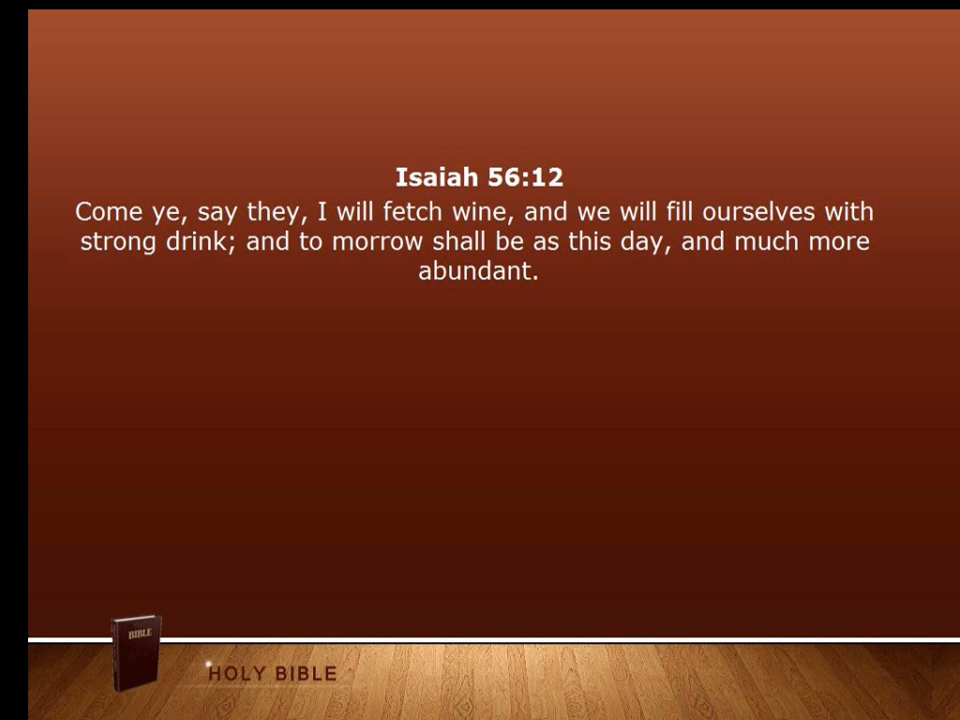 Isaiah 56:12
Come ye, say they, I will fetch wine, and we will fill ourselves with
strong drink; and to morrow shall be as this day, and much more
abundant.
BIBLE
HOLY BIBLE